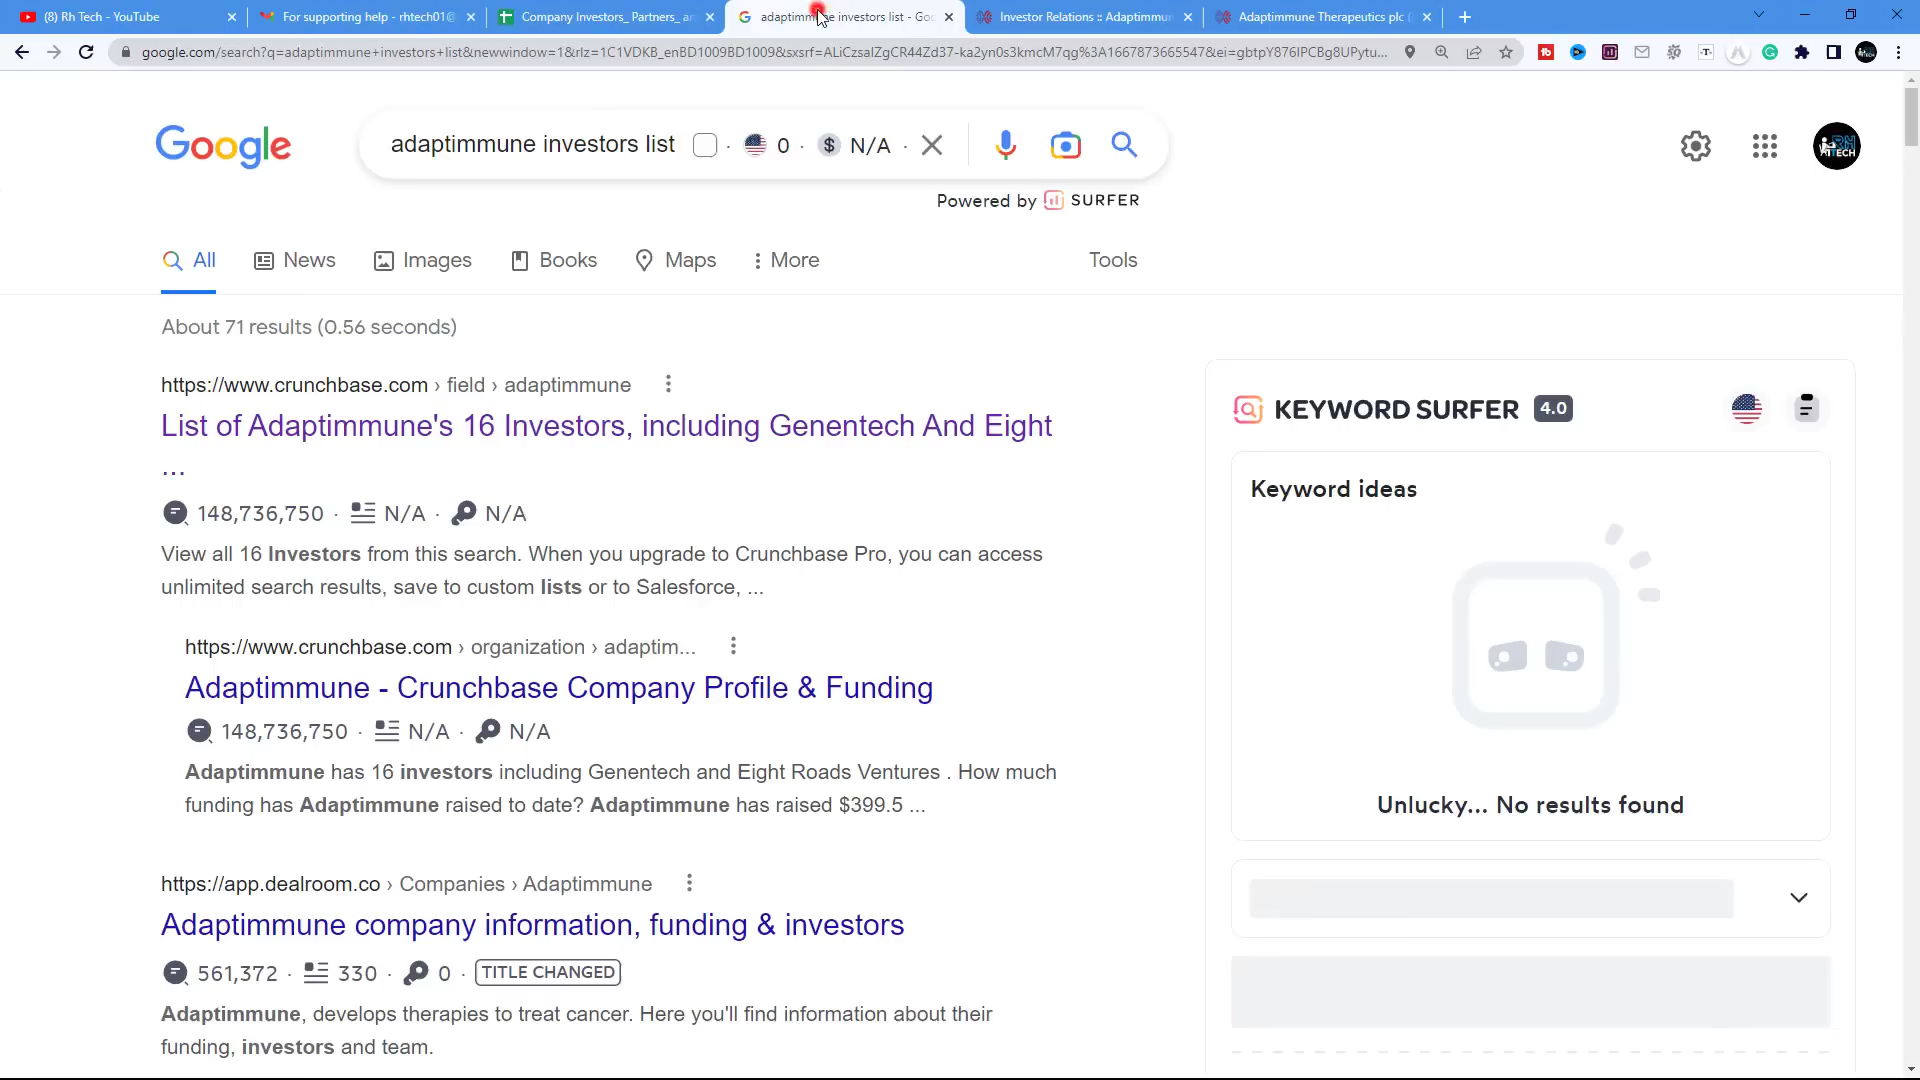 (8) Rh Tech - YouTube
For supporting help - rhtech01@
Company Investors_ Partners_ an
adaptimmune investors list - Goo
Investor Relations :: Adaptimmun
Adaptimmune Therapeutics plc (
google.com/search?q=adaptimmune+investors+list&newwindow=1&rlz=1C1VDKB_enBD1009BD1009&sxsrf=ALiCzsaIZgCR44Zd37-ka2yn0s3kmcM7qg%3A1667873665547&ei=gbtpY876IPCBg8UPytu...
Google
adaptimmune investors list
0 · $ N/A ·
Powered by SURFER
All
News
Images
Books
Maps
More
Tools
About 71 results (0.56 seconds)
https://www.crunchbase.com › field › adaptimmune
List of Adaptimmune's 16 Investors, including Genentech And Eight
...
148,736,750 · N/A · N/A
View all 16 Investors from this search. When you upgrade to Crunchbase Pro, you can access
unlimited search results, save to custom lists or to Salesforce, ...
https://www.crunchbase.com › organization › adaptim...
Adaptimmune - Crunchbase Company Profile & Funding
148,736,750 · N/A · N/A
Adaptimmune has 16 investors including Genentech and Eight Roads Ventures . How much
funding has Adaptimmune raised to date? Adaptimmune has raised $399.5 ...
https://app.dealroom.co › Companies › Adaptimmune
Adaptimmune company information, funding & investors
561,372 · 330 · 0 · TITLE CHANGED
Adaptimmune, develops therapies to treat cancer. Here you'll find information about their
funding, investors and team.
KEYWORD SURFER 4.0
Keyword ideas
Unlucky... No results found